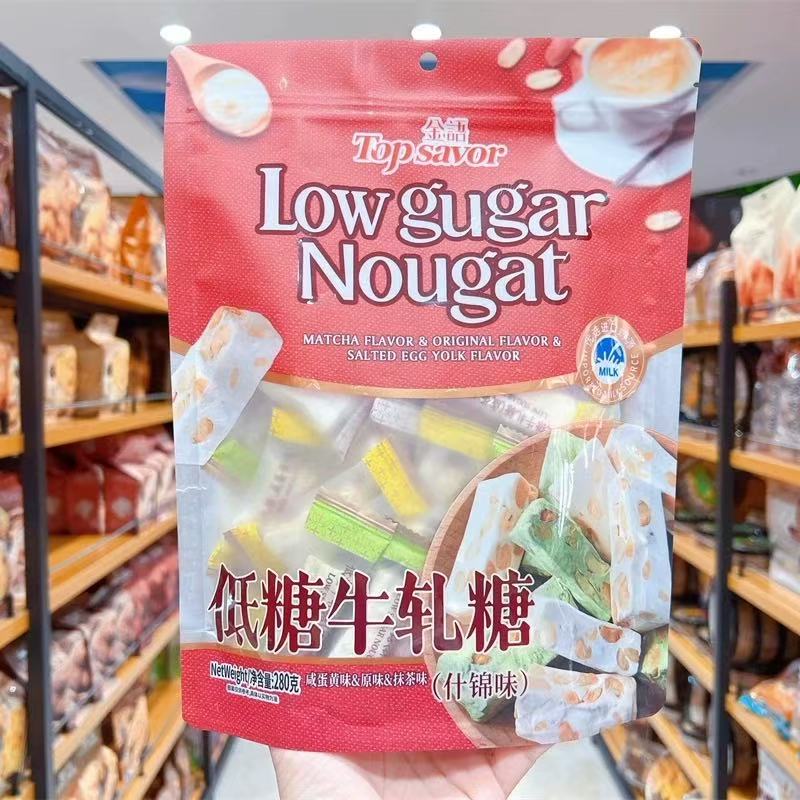 金語
Top savor
Low gugar
Nougat
MATCHA FLAVOR & ORIGINAL FLAVOR &
SALTED EGG YOLK FLAVOR
MILK
低糖牛轧糖
NetWeight/净含量:280克
咸蛋黄味&原味&抹茶味
(什锦味)